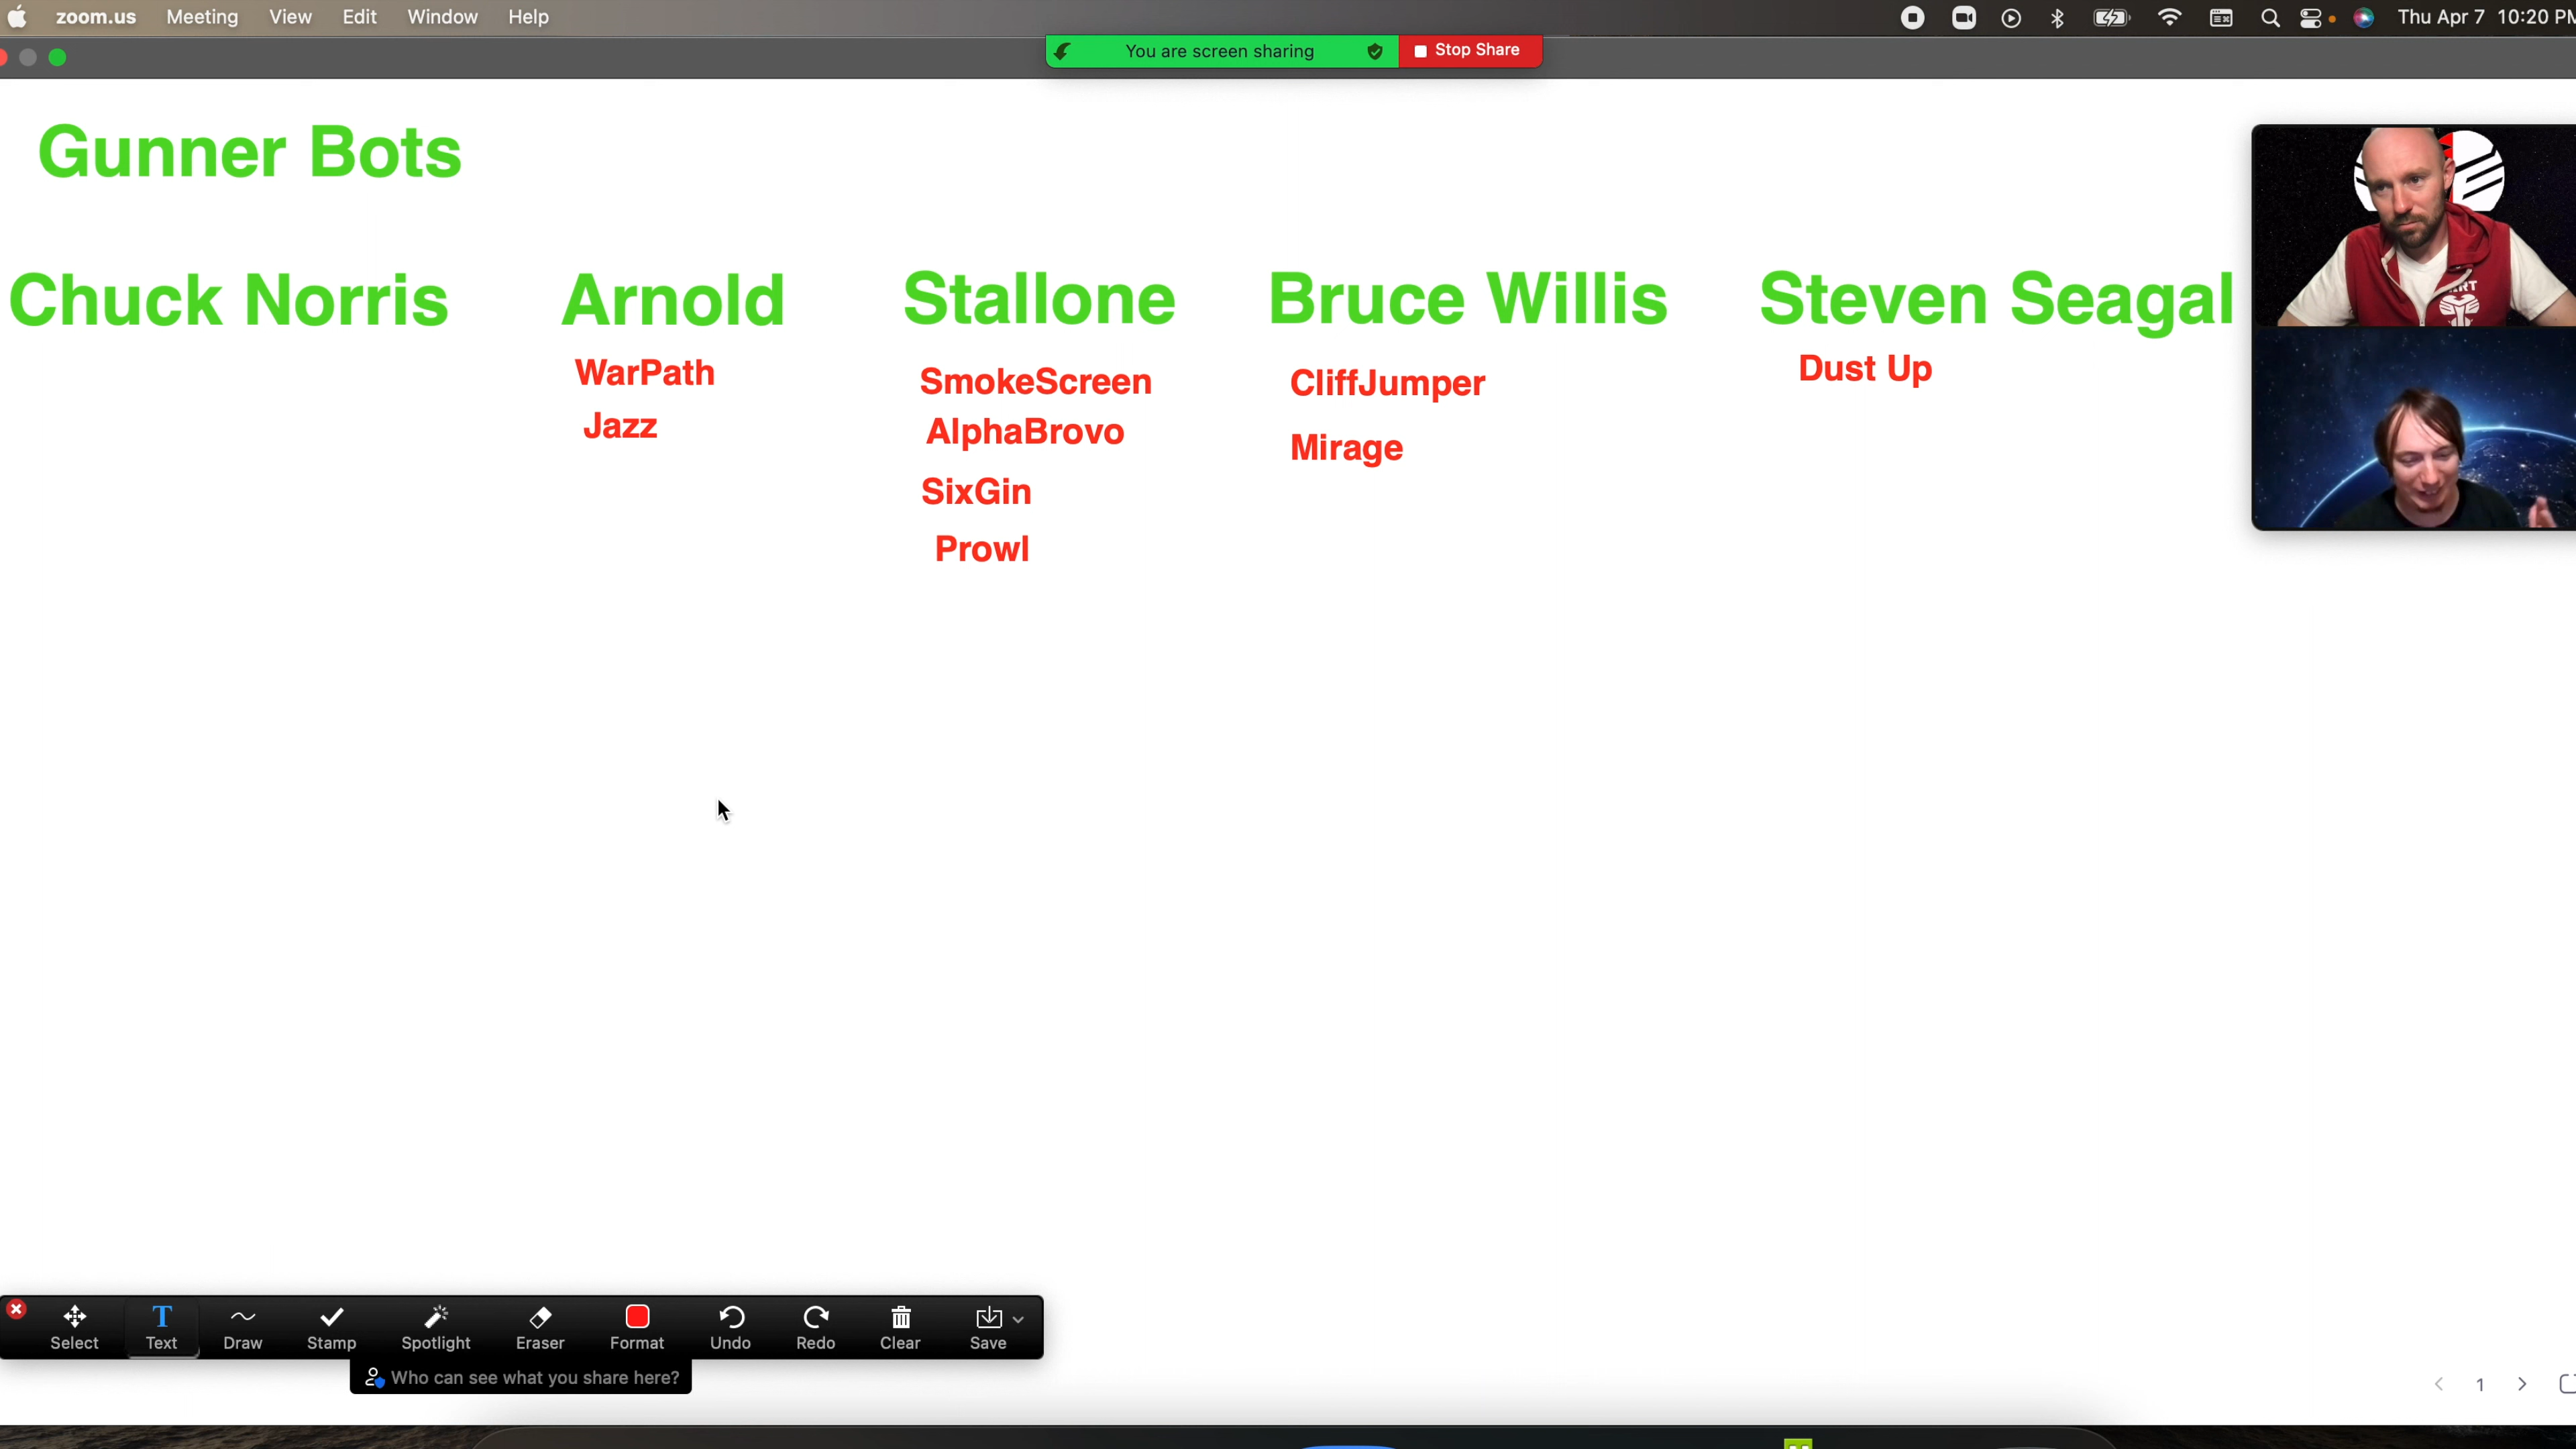 zoom.us Meeting View Edit Window Help Thu Apr 7 10:20 PM
You are screen sharing Stop Share
Gunner Bots
Chuck Norris Arnold Stallone Bruce Willis Steven Seagal
WarPath SmokeScreen CliffJumper Dust Up
Jazz AlphaBrovo Mirage
SixGin
Prowl
Select Text Draw Stamp Spotlight Eraser Format Undo Redo Clear Save
Who can see what you share here?
1